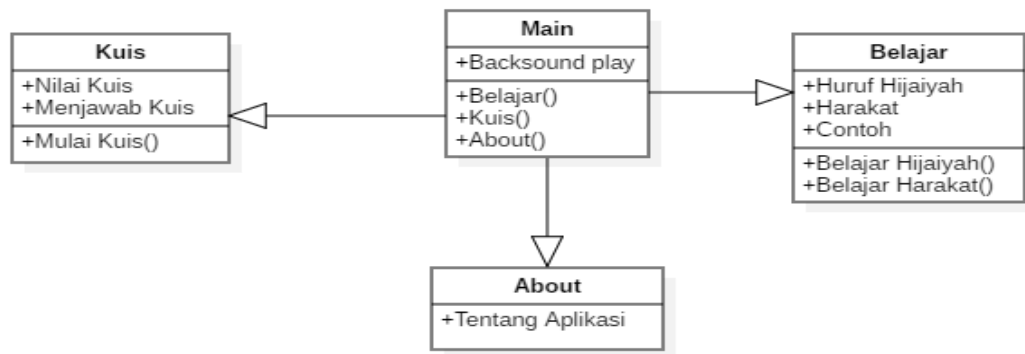 Kuis
+Nilai Kuis
+Menjawab Kuis
+Mulai Kuis()
Main
+Backsound play
+Belajar()
+Kuis()
+About()
Belajar
+Huruf Hijaiyah
+Harakat
+Contoh
+Belajar Hijaiyah()
+Belajar Harakat()
About
+Tentang Aplikasi